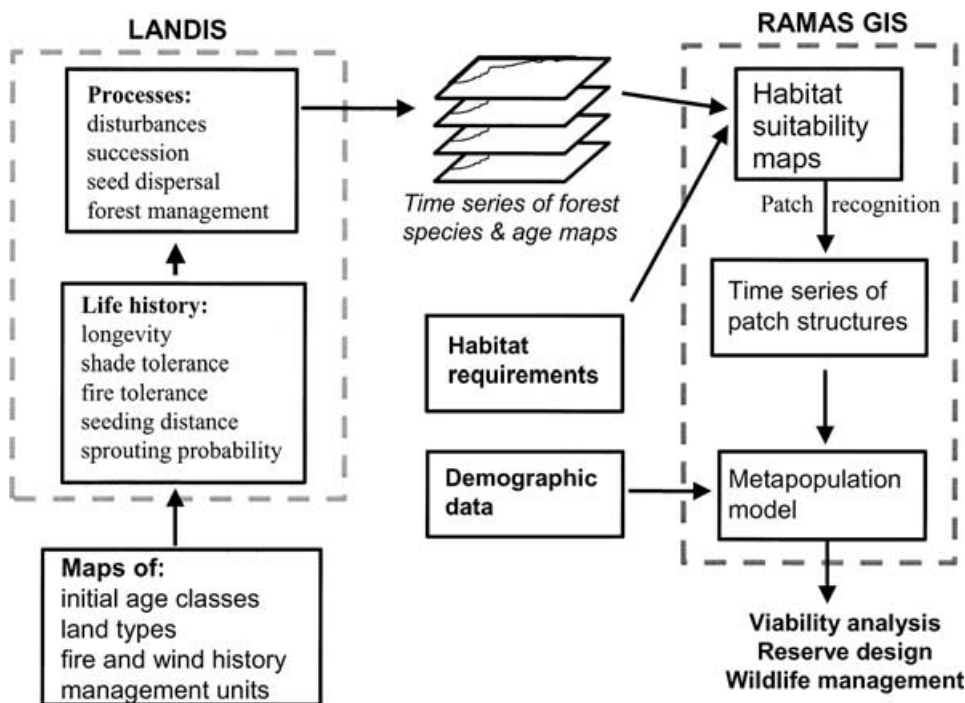 LANDIS
Processes:
disturbances
succession
seed dispersal
forest management
Life history:
longevity
shade tolerance
fire tolerance
seeding distance
sprouting probability
Maps of:
initial age classes
land types
fire and wind history
management units
Time series of forest
species & age maps
Habitat
requirements
Demographic
data
RAMAS GIS
Habitat
suitability
maps
Patch recognition
Time series of
patch structures
Metapopulation
model
Viability analysis
Reserve design
Wildlife management